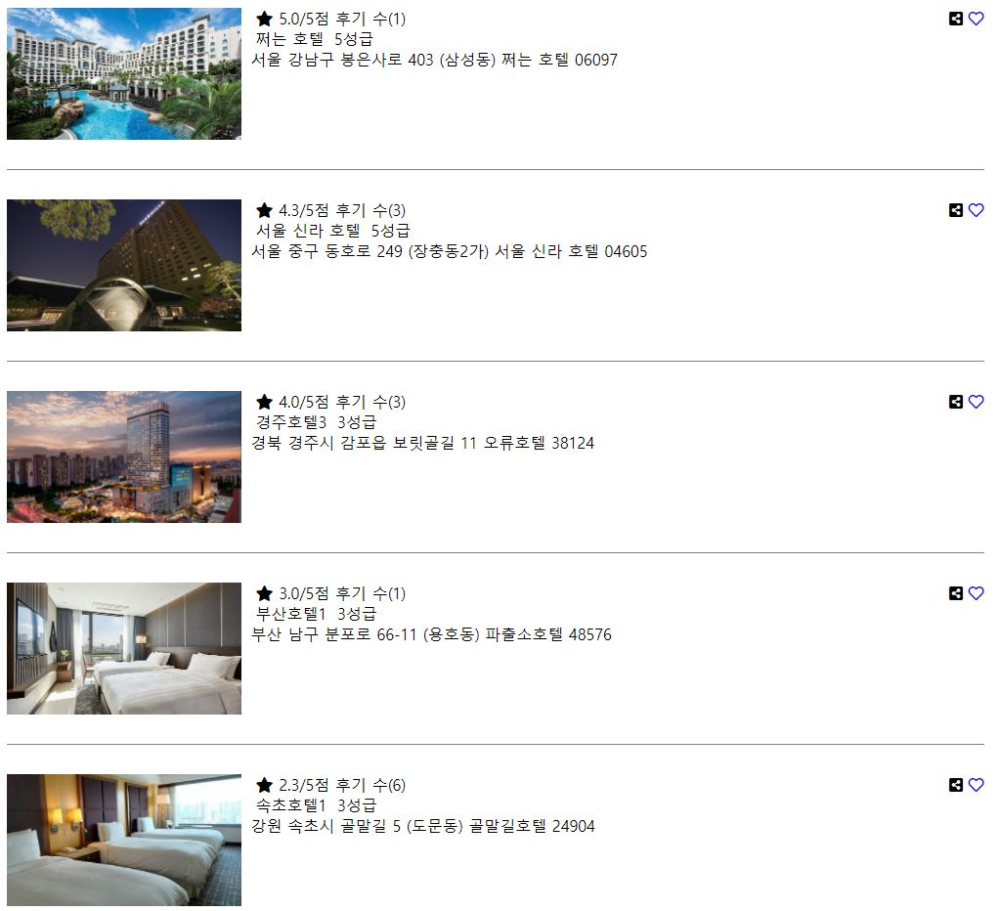 5.0/5점 후기 수(1)
쩌는 호텔 5성급
서울 강남구 봉은사로 403 (삼성동) 쩌는 호텔 06097
4.3/5점 후기 수(3)
서울 신라 호텔 5성급
서울 중구 동호로 249 (장충동2가) 서울 신라 호텔 04605
4.0/5점 후기 수(3)
경주호텔3 3성급
경북 경주시 감포읍 보릿골길 11 오류호텔 38124
3.0/5점 후기 수(1)
부산호텔1 3성급
부산 남구 분포로 66-11 (용호동) 파출소호텔 48576
2.3/5점 후기 수(6)
속초호텔1 3성급
강원 속초시 골말길 5 (도문동) 골말길호텔 24904